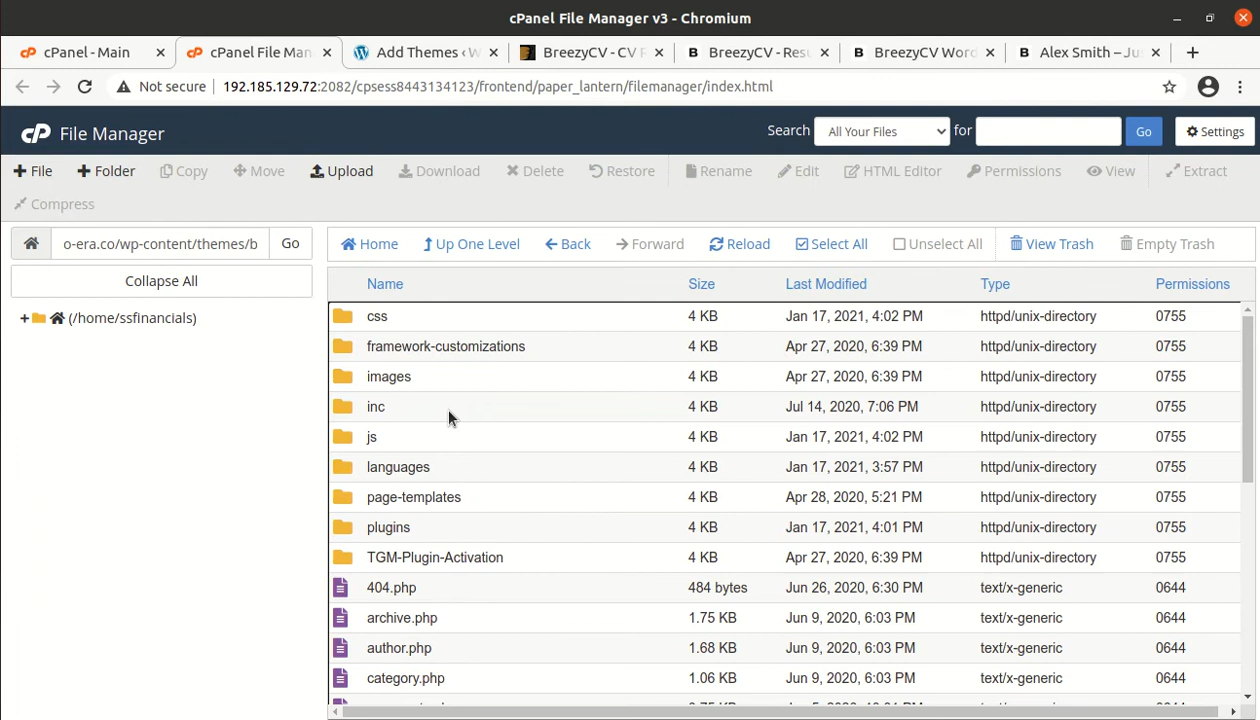 cPanel File Manager v3 - Chromium
cPanel - Main
cPanel File Man
Add Themes ‹ W
BreezyCV - CV R
BreezyCV - Resu
BreezyCV Word
Alex Smith – Ju
Not secure 192.185.129.72:2082/cpsess8443134123/frontend/paper_lantern/filemanager/index.html
cP File Manager
Search All Your Files for Go Settings
File Folder Copy Move Upload Download Delete Restore Rename Edit HTML Editor Permissions View Extract
Compress
o-era.co/wp-content/themes/b Go
Home Up One Level Back Forward Reload Select All Unselect All View Trash Empty Trash
Collapse All
+ (/home/ssfinancials)
Name Size Last Modified Type Permissions
css 4 KB Jan 17, 2021, 4:02 PM httpd/unix-directory 0755
framework-customizations 4 KB Apr 27, 2020, 6:39 PM httpd/unix-directory 0755
images 4 KB Apr 27, 2020, 6:39 PM httpd/unix-directory 0755
inc 4 KB Jul 14, 2020, 7:06 PM httpd/unix-directory 0755
js 4 KB Jan 17, 2021, 4:02 PM httpd/unix-directory 0755
languages 4 KB Jan 17, 2021, 3:57 PM httpd/unix-directory 0755
page-templates 4 KB Apr 28, 2020, 5:21 PM httpd/unix-directory 0755
plugins 4 KB Jan 17, 2021, 4:01 PM httpd/unix-directory 0755
TGM-Plugin-Activation 4 KB Apr 27, 2020, 6:39 PM httpd/unix-directory 0755
404.php 484 bytes Jun 26, 2020, 6:30 PM text/x-generic 0644
archive.php 1.75 KB Jun 9, 2020, 6:03 PM text/x-generic 0644
author.php 1.68 KB Jun 9, 2020, 6:03 PM text/x-generic 0644
category.php 1.06 KB Jun 9, 2020, 6:03 PM text/x-generic 0644